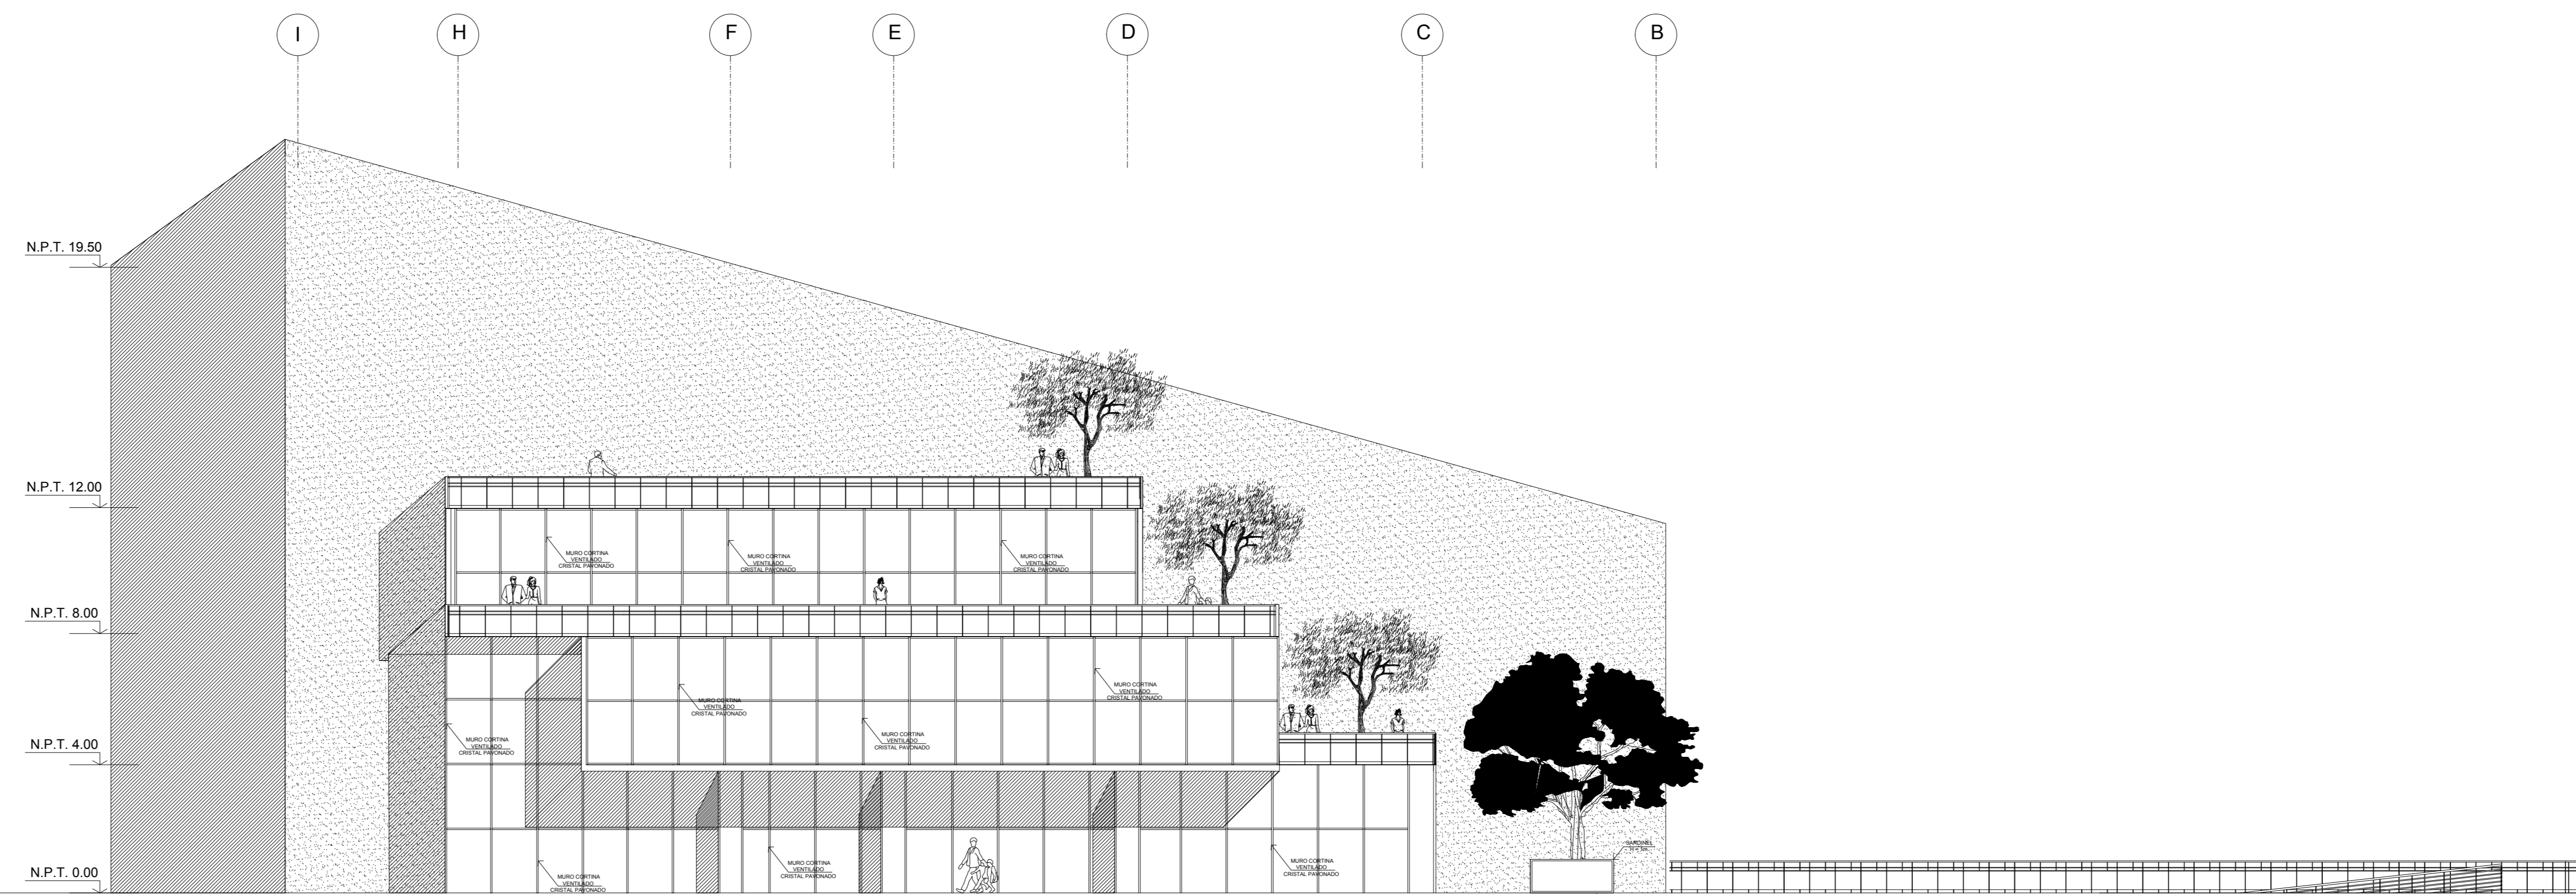 I
H
F
E
D
C
B
N.P.T. 19.50
N.P.T. 12.00
MURO CORTINA
VENTILADO
CRISTAL PAVONADO
MURO CORTINA
VENTILADO
CRISTAL PAVONADO
MURO CORTINA
VENTILADO
CRISTAL PAVONADO
N.P.T. 8.00
MURO CORTINA
VENTILADO
CRISTAL PAVONADO
MURO CORTINA
VENTILADO
CRISTAL PAVONADO
N.P.T. 4.00
MURO CORTINA
VENTILADO
CRISTAL PAVONADO
MURO CORTINA
VENTILADO
CRISTAL PAVONADO
SARDINEL
N.P.T. 0.00
MURO CORTINA
VENTILADO
CRISTAL PAVONADO
MURO CORTINA
VENTILADO
CRISTAL PAVONADO
MURO CORTINA
VENTILADO
CRISTAL PAVONADO